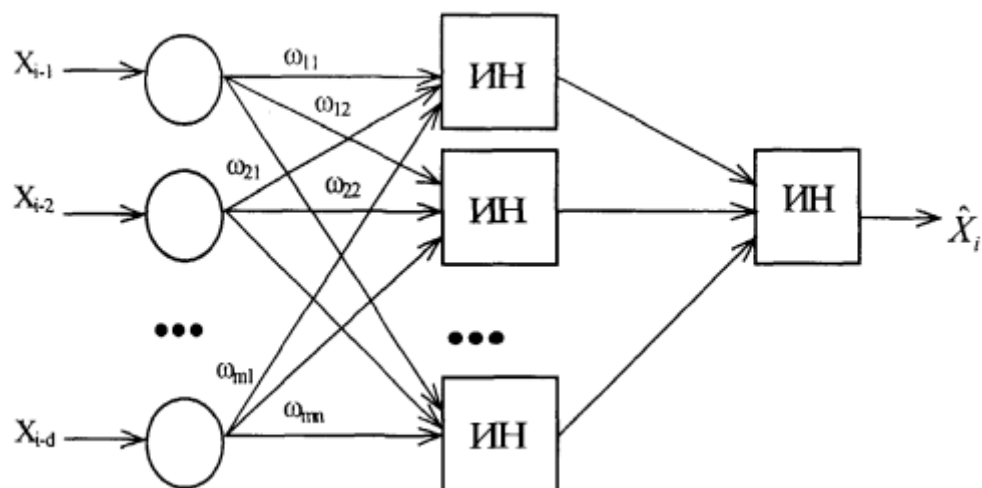 X_{i-1}
ω_{11}
ИН
ω_{12}
X_{i-2}
ω_{21}
ω_{22}
ИН
ИН
X̂_i
•••
•••
ω_{m1}
X_{i-d}
ω_{mn}
ИН